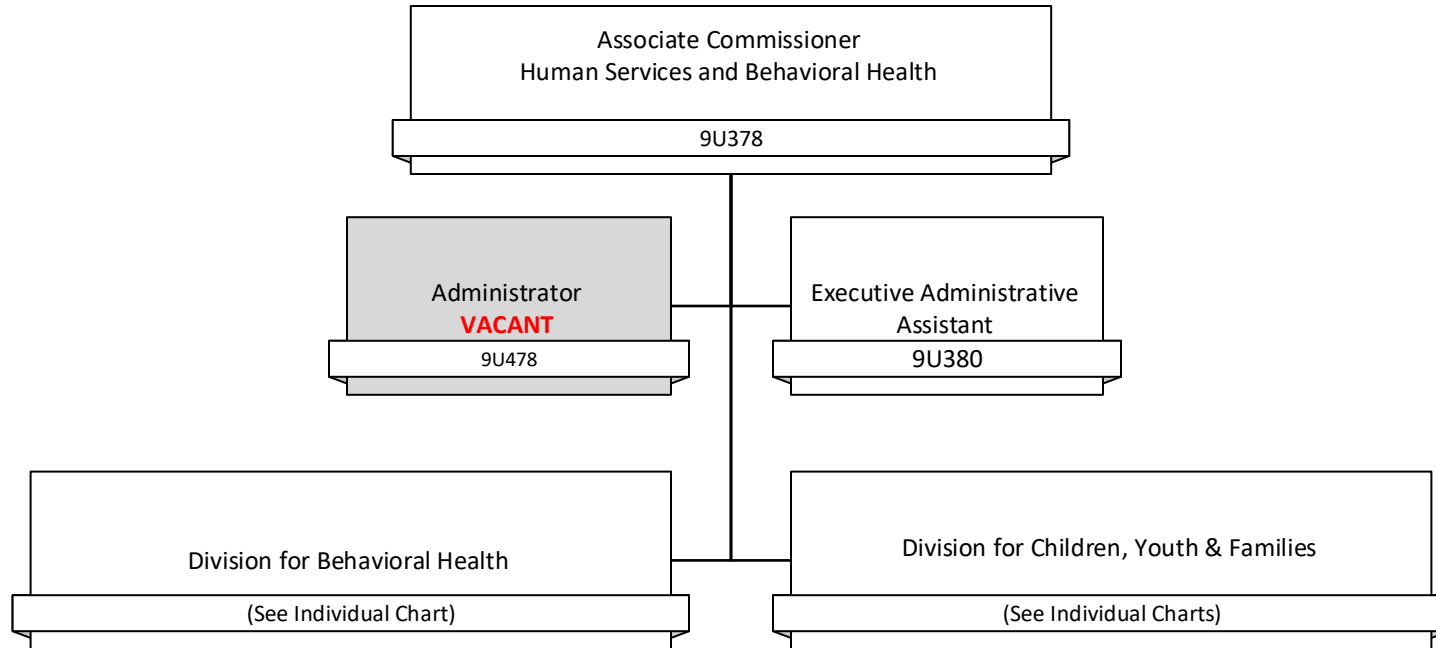 Associate Commissioner
Human Services and Behavioral Health
9U378
Administrator
VACANT
9U478
Executive Administrative
Assistant
9U380
Division for Behavioral Health
(See Individual Chart)
Division for Children, Youth & Families
(See Individual Charts)